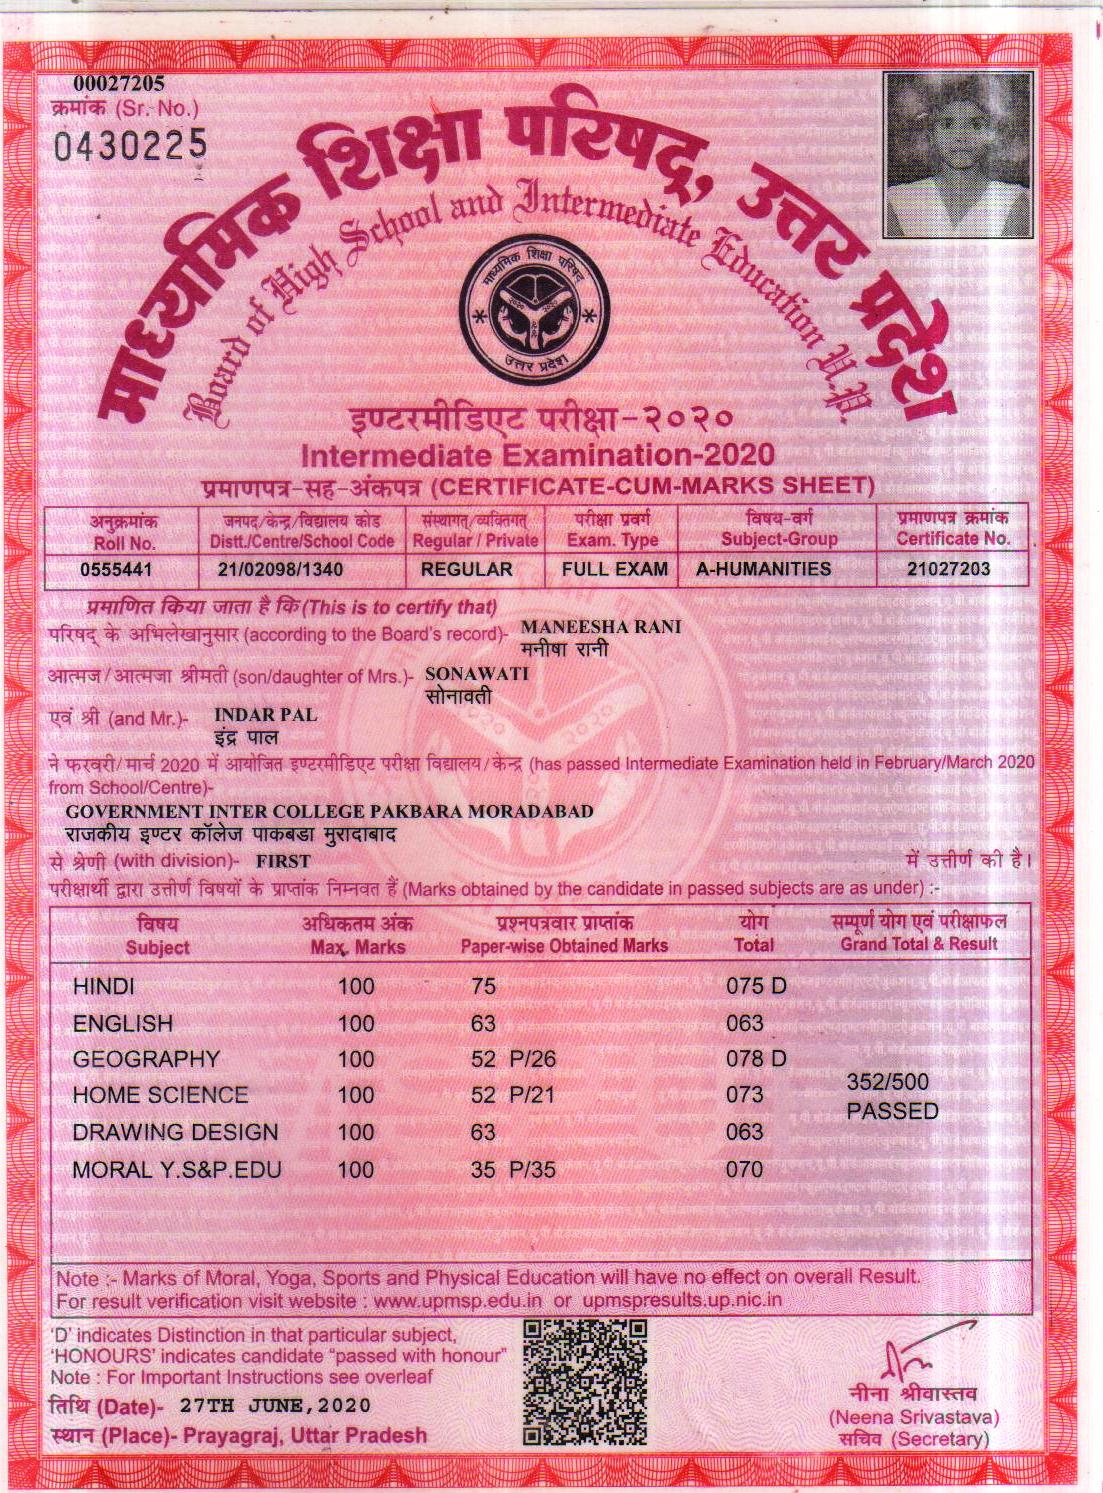 00027205
क्रमांक (Sr. No.)
0430225
माध्यमिक शिक्षा परिषद्, उत्तर प्रदेश
Board of High School and Intermediate Education U.P.
माध्यमिक शिक्षा परिषद
उत्तर प्रदेश
इण्टरमीडिएट परीक्षा-२०२०
Intermediate Examination-2020
प्रमाणपत्र-सह-अंकपत्र (CERTIFICATE-CUM-MARKS SHEET)
अनुक्रमांक जनपद/केन्द्र/विद्यालय कोड संस्थागत्/व्यक्तिगत् परीक्षा प्रवर्ग विषय-वर्ग प्रमाणपत्र क्रमांक
Roll No. Distt./Centre/School Code Regular / Private Exam. Type Subject-Group Certificate No.
0555441 21/02098/1340 REGULAR FULL EXAM A-HUMANITIES 21027203
प्रमाणित किया जाता है कि (This is to certify that)
परिषद् के अभिलेखानुसार (according to the Board's record)- MANEESHA RANI
मनीषा रानी
आत्मज/आत्मजा श्रीमती (son/daughter of Mrs.)- SONAWATI
सोनावती
एवं श्री (and Mr.)- INDAR PAL
इंद्र पाल
ने फरवरी/मार्च 2020 में आयोजित इण्टरमीडिएट परीक्षा विद्यालय/केन्द्र (has passed Intermediate Examination held in February/March 2020
from School/Centre)-
GOVERNMENT INTER COLLEGE PAKBARA MORADABAD
राजकीय इण्टर कॉलेज पाकबडा मुरादाबाद
से श्रेणी (with division)- FIRST में उत्तीर्ण की है।
परीक्षार्थी द्वारा उत्तीर्ण विषयों के प्राप्तांक निम्नवत हैं (Marks obtained by the candidate in passed subjects are as under) :-
विषय अधिकतम अंक प्रश्नपत्रवार प्राप्तांक योग सम्पूर्ण योग एवं परीक्षाफल
Subject Max. Marks Paper-wise Obtained Marks Total Grand Total & Result
HINDI 100 75 075 D
ENGLISH 100 63 063
GEOGRAPHY 100 52 P/26 078 D
HOME SCIENCE 100 52 P/21 073
352/500
PASSED
DRAWING DESIGN 100 63 063
MORAL Y.S&P.EDU 100 35 P/35 070
Note :- Marks of Moral, Yoga, Sports and Physical Education will have no effect on overall Result.
For result verification visit website : www.upmsp.edu.in or upmspresults.up.nic.in
'D' indicates Distinction in that particular subject,
'HONOURS' indicates candidate "passed with honour"
Note : For Important Instructions see overleaf
तिथि (Date)- 27TH JUNE,2020
स्थान (Place)- Prayagraj, Uttar Pradesh
नीना श्रीवास्तव
(Neena Srivastava)
सचिव (Secretary)